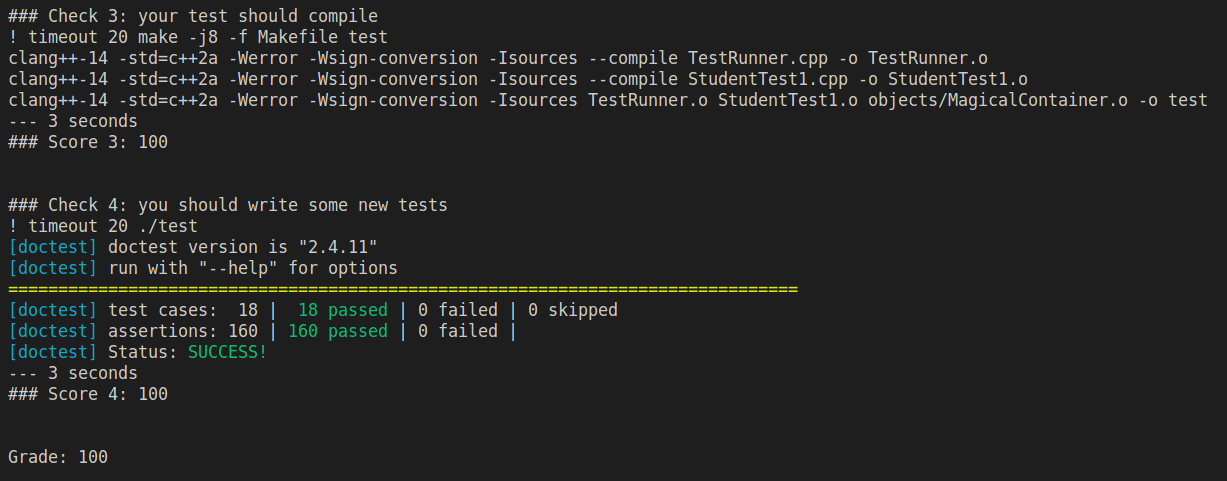 ### Check 3: your test should compile
! timeout 20 make -j8 -f Makefile test
clang++-14 -std=c++2a -Werror -Wsign-conversion -Isources --compile TestRunner.cpp -o TestRunner.o
clang++-14 -std=c++2a -Werror -Wsign-conversion -Isources --compile StudentTest1.cpp -o StudentTest1.o
clang++-14 -std=c++2a -Werror -Wsign-conversion -Isources TestRunner.o StudentTest1.o objects/MagicalContainer.o -o test
--- 3 seconds
### Score 3: 100
### Check 4: you should write some new tests
! timeout 20 ./test
[doctest] doctest version is "2.4.11"
[doctest] run with "--help" for options
===============================================================================
[doctest] test cases:  18 |  18 passed | 0 failed | 0 skipped
[doctest] assertions: 160 | 160 passed | 0 failed |
[doctest] Status: SUCCESS!
--- 3 seconds
### Score 4: 100
Grade: 100